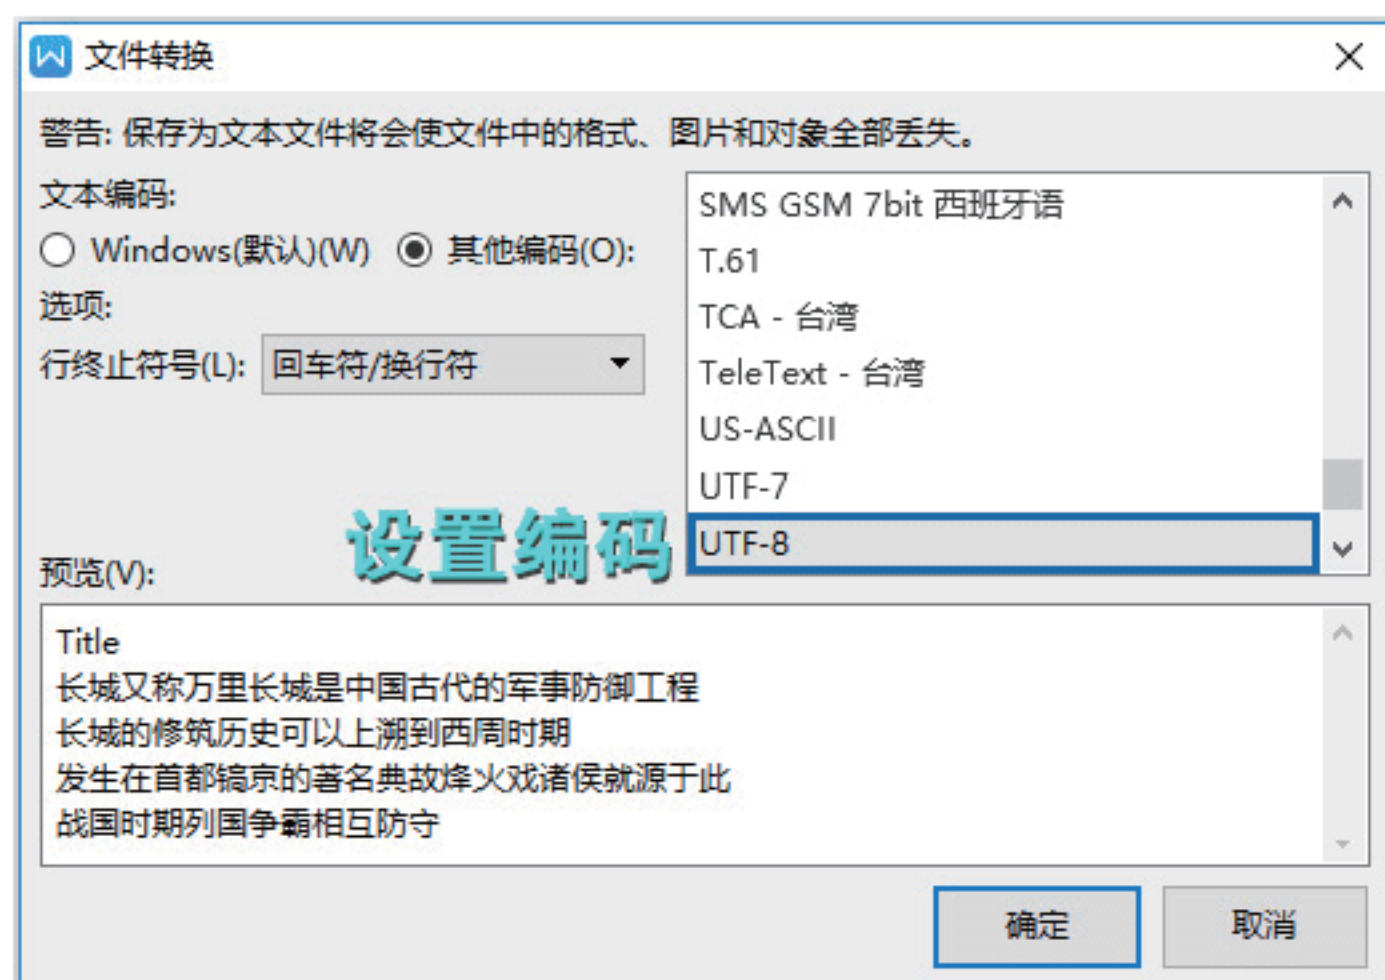 文件转换
警告: 保存为文本文件将会使文件中的格式、图片和对象全部丢失。
文本编码:
Windows(默认)(W)
其他编码(O):
SMS GSM 7bit 西班牙语
T.61
TCA - 台湾
TeleText - 台湾
US-ASCII
UTF-7
UTF-8
选项:
行终止符号(L):
回车符/换行符
设置编码
预览(V):
Title
长城又称万里长城是中国古代的军事防御工程
长城的修筑历史可以上溯到西周时期
发生在首都镐京的著名典故烽火戏诸侯就源于此
战国时期列国争霸相互防守
确定
取消